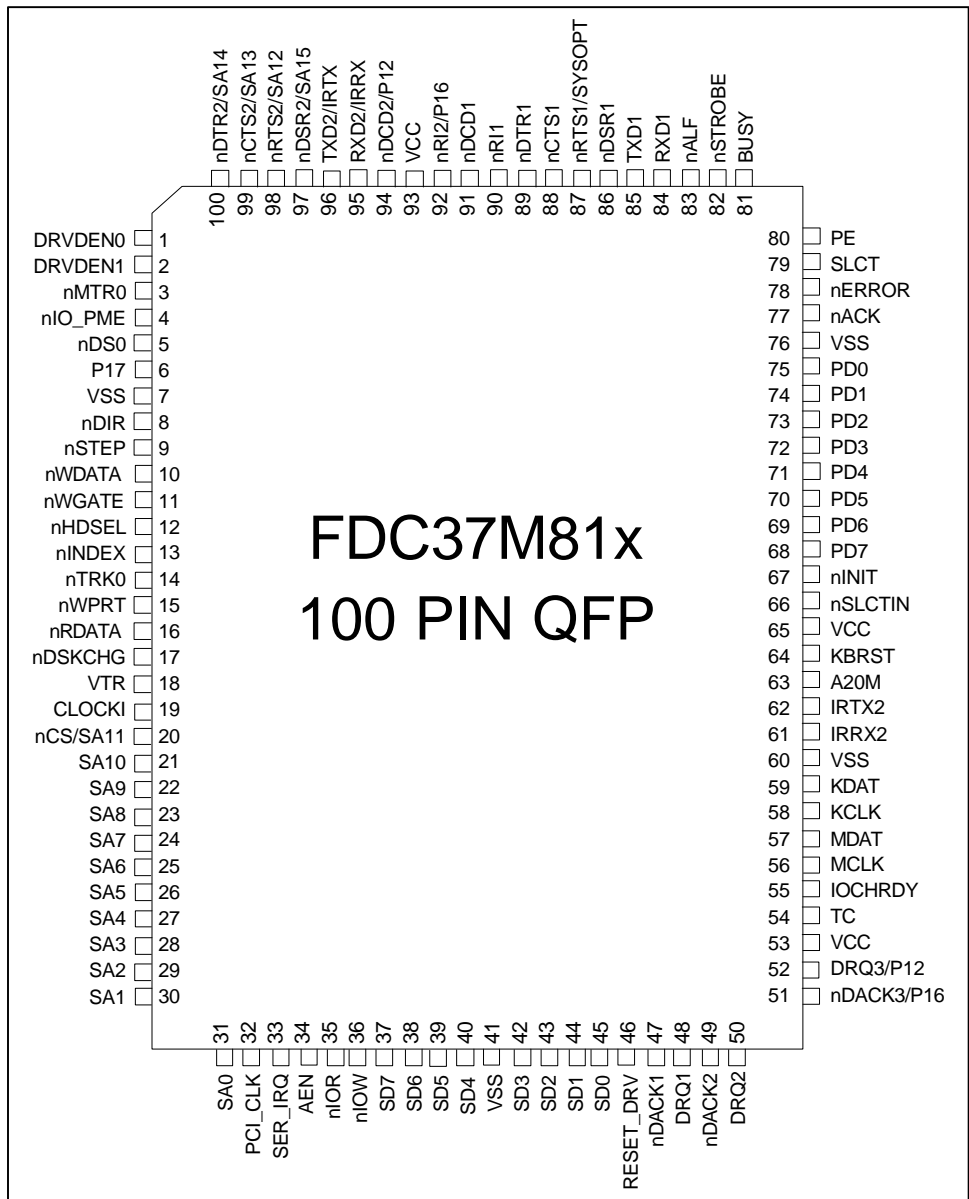 nDTR2/SA14
nCTS2/SA13
nRTS2/SA12
nDSR2/SA15
TXD2/IRTX
RXD2/IRRX
nDCD2/P12
VCC
nRI2/P16
nDCD1
nRI1
nDTR1
nCTS1
nRTS1/SYSOPT
nDSR1
TXD1
RXD1
nALF
nSTROBE
BUSY
100
99
98
97
96
95
94
93
92
91
90
89
88
87
86
85
84
83
82
81
DRVDEN0 1
DRVDEN1 2
nMTR0 3
nIO_PME 4
nDS0 5
P17 6
VSS 7
nDIR 8
nSTEP 9
nWDATA 10
nWGATE 11
nHDSEL 12
nINDEX 13
nTRK0 14
nWPRT 15
nRDATA 16
nDSKCHG 17
VTR 18
CLOCKI 19
nCS/SA11 20
SA10 21
SA9 22
SA8 23
SA7 24
SA6 25
SA5 26
SA4 27
SA3 28
SA2 29
SA1 30
FDC37M81x
100 PIN QFP
80 PE
79 SLCT
78 nERROR
77 nACK
76 VSS
75 PD0
74 PD1
73 PD2
72 PD3
71 PD4
70 PD5
69 PD6
68 PD7
67 nINIT
66 nSLCTIN
65 VCC
64 KBRST
63 A20M
62 IRTX2
61 IRRX2
60 VSS
59 KDAT
58 KCLK
57 MDAT
56 MCLK
55 IOCHRDY
54 TC
53 VCC
52 DRQ3/P12
51 nDACK3/P16
31
32
33
34
35
36
37
38
39
40
41
42
43
44
45
46
47
48
49
50
SA0
PCI_CLK
SER_IRQ
AEN
nIOR
nIOW
SD7
SD6
SD5
SD4
VSS
SD3
SD2
SD1
SD0
RESET_DRV
nDACK1
DRQ1
nDACK2
DRQ2